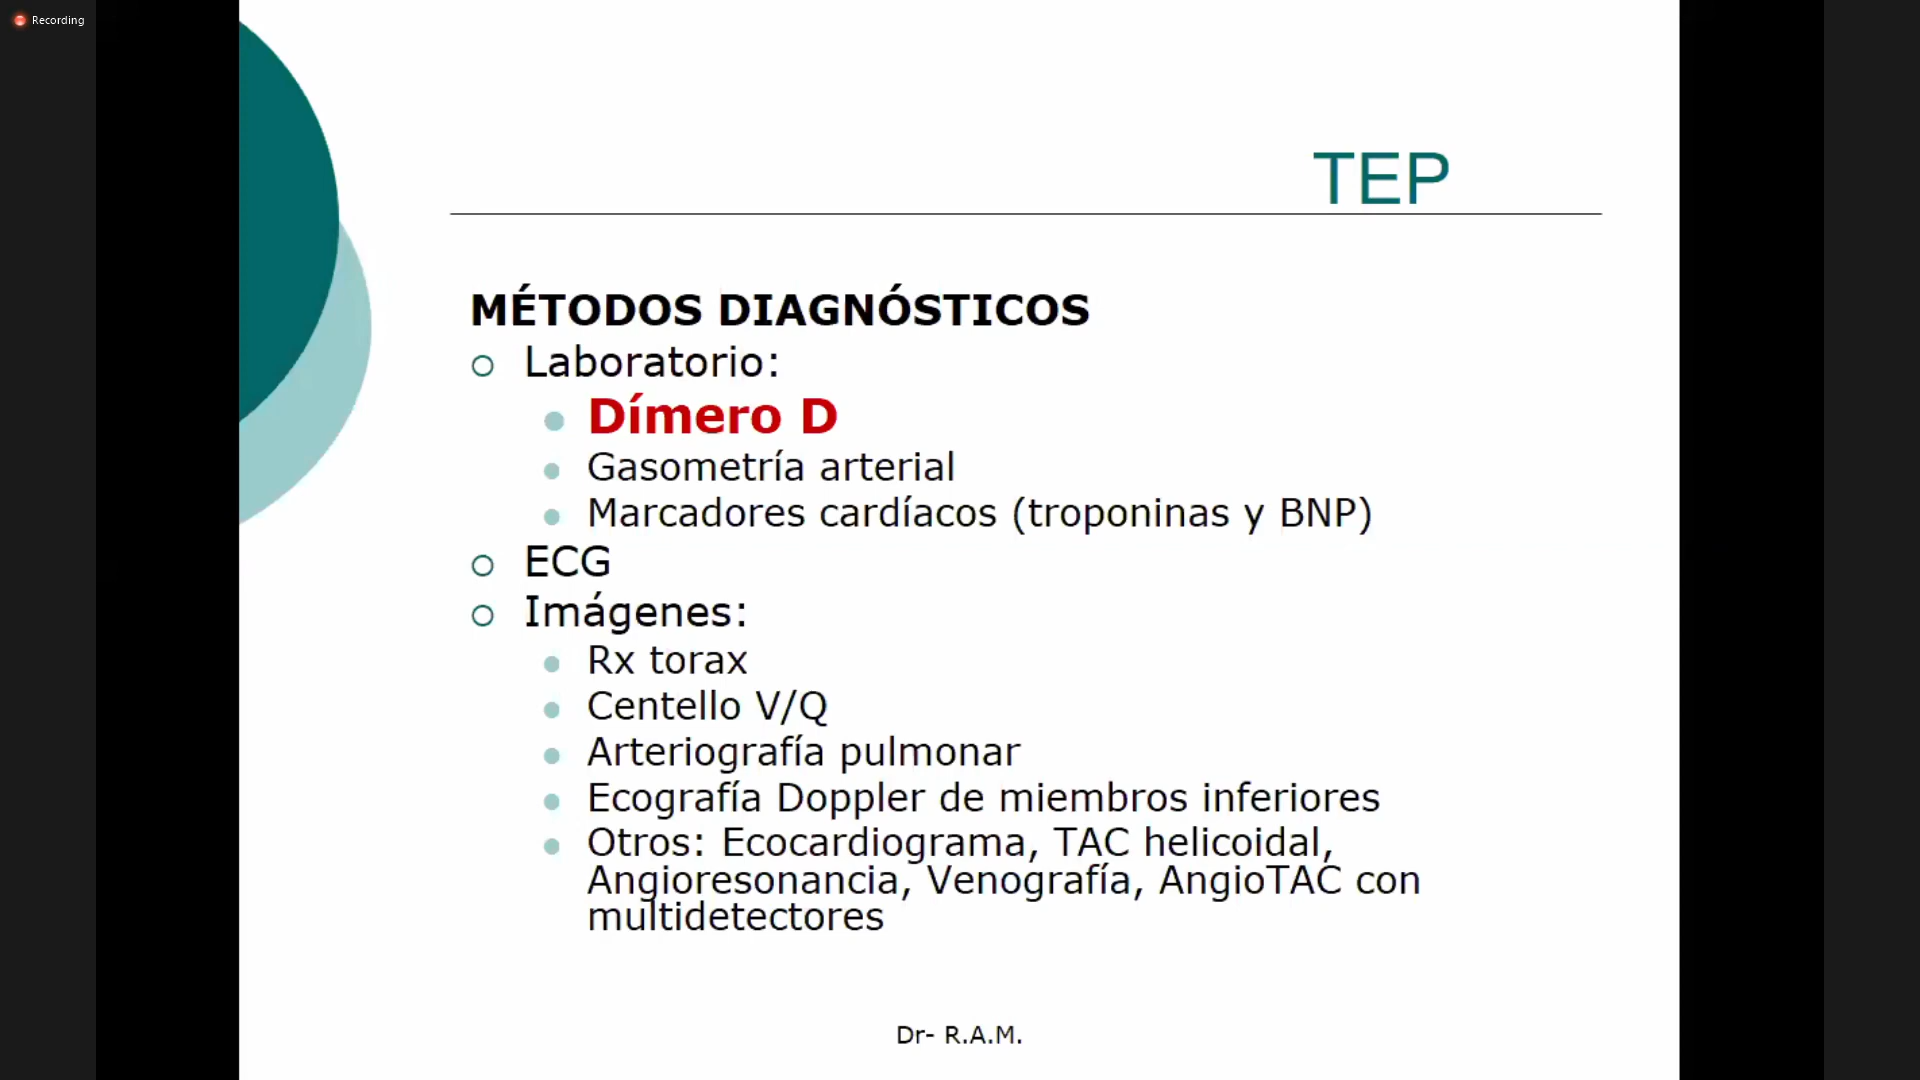 Recording
TEP
MÉTODOS DIAGNÓSTICOS
Laboratorio:
Dímero D
Gasometría arterial
Marcadores cardíacos (troponinas y BNP)
ECG
Imágenes:
Rx torax
Centello V/Q
Arteriografía pulmonar
Ecografía Doppler de miembros inferiores
Otros: Ecocardiograma, TAC helicoidal,
Angioresonancia, Venografía, AngioTAC con
multidetectores
Dr- R.A.M.